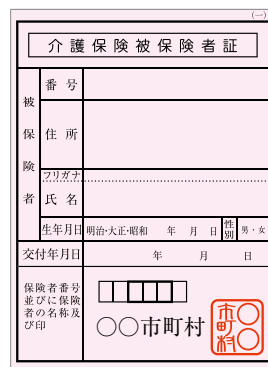 (一)
介護保険被保険者証
被保険者
番号
住所
フリガナ
氏名
生年月日 明治・大正・昭和 年 月 日 性別 男・女
交付年月日 年 月 日
保険者番号
並びに保険
者の名称及
び印
○○市町村
○○市町村